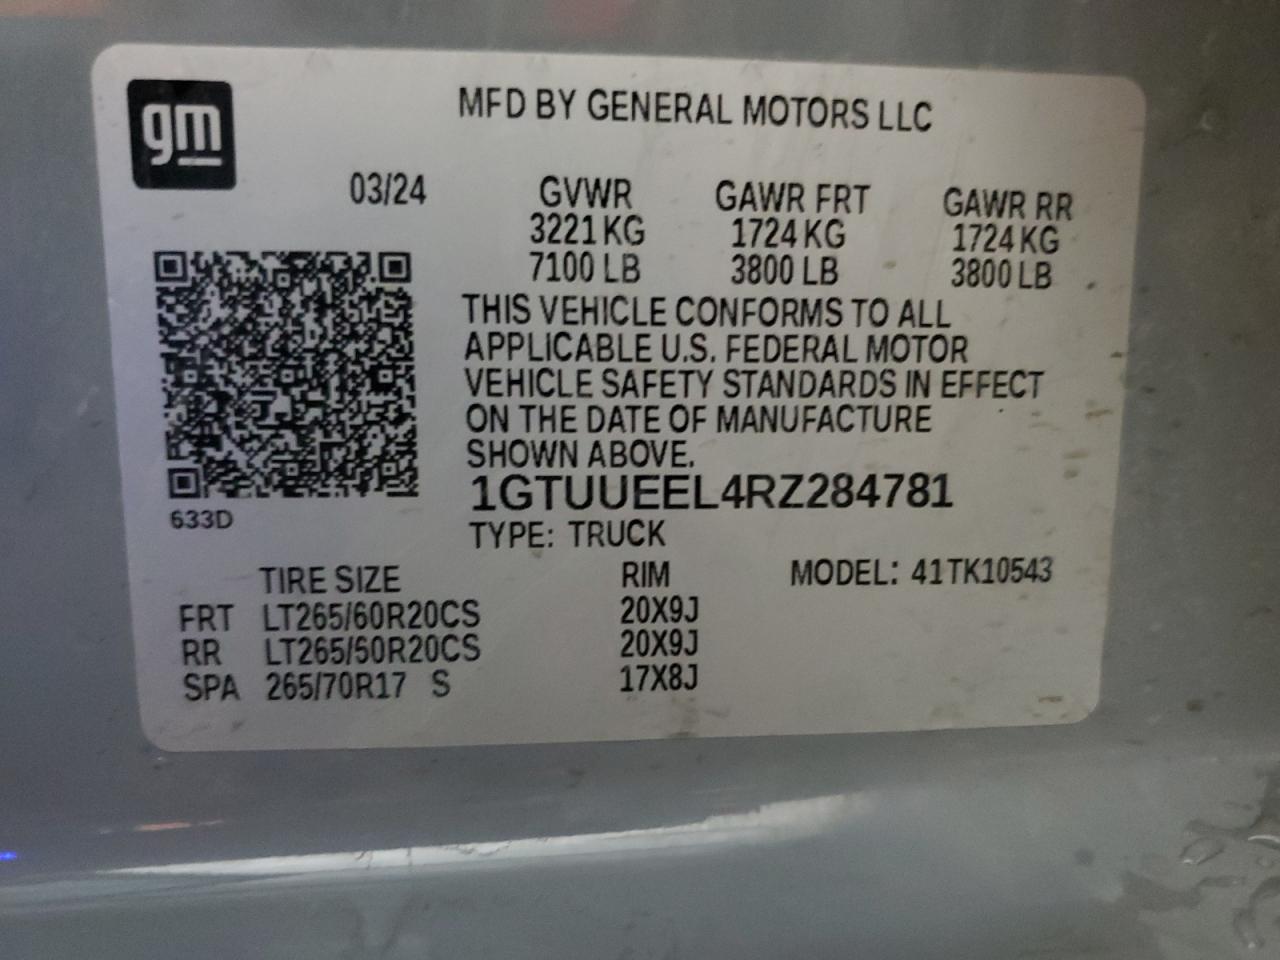 gm
MFD BY GENERAL MOTORS LLC
03/24 GVWR GAWR FRT GAWR RR
3221 KG 1724 KG 1724 KG
7100 LB 3800 LB 3800 LB
THIS VEHICLE CONFORMS TO ALL
APPLICABLE U.S. FEDERAL MOTOR
VEHICLE SAFETY STANDARDS IN EFFECT
ON THE DATE OF MANUFACTURE
SHOWN ABOVE.
1GTUUEEL4RZ284781
633D
TYPE: TRUCK
TIRE SIZE RIM MODEL: 41TK10543
FRT LT265/60R20CS 20X9J
RR LT265/60R20CS 20X9J
SPA 265/70R17 S 17X8J